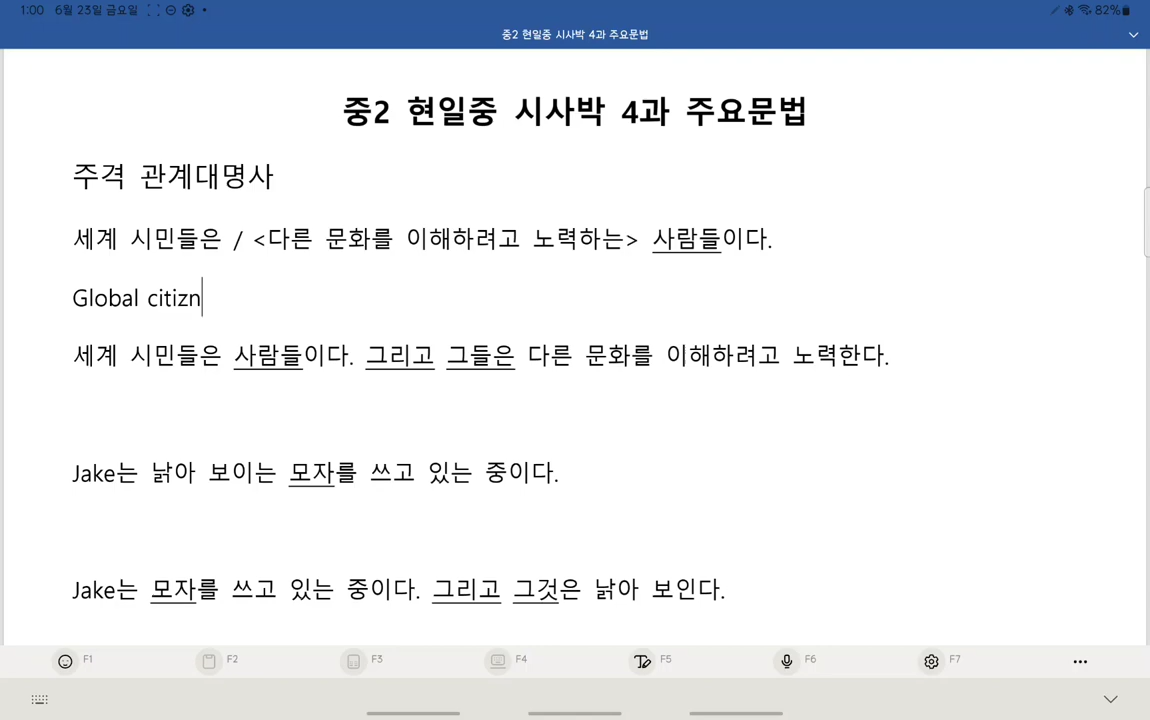 1:00 6월 23일 금요일 82%
중2 현일중 시사박 4과 주요문법
중2 현일중 시사박 4과 주요문법
주격 관계대명사
세계 시민들은 / <다른 문화를 이해하려고 노력하는> 사람들이다.
Global citizn
세계 시민들은 사람들이다. 그리고 그들은 다른 문화를 이해하려고 노력한다.
Jake는 낡아 보이는 모자를 쓰고 있는 중이다.
Jake는 모자를 쓰고 있는 중이다. 그리고 그것은 낡아 보인다.
F1 F2 F3 F4 F5 F6 F7